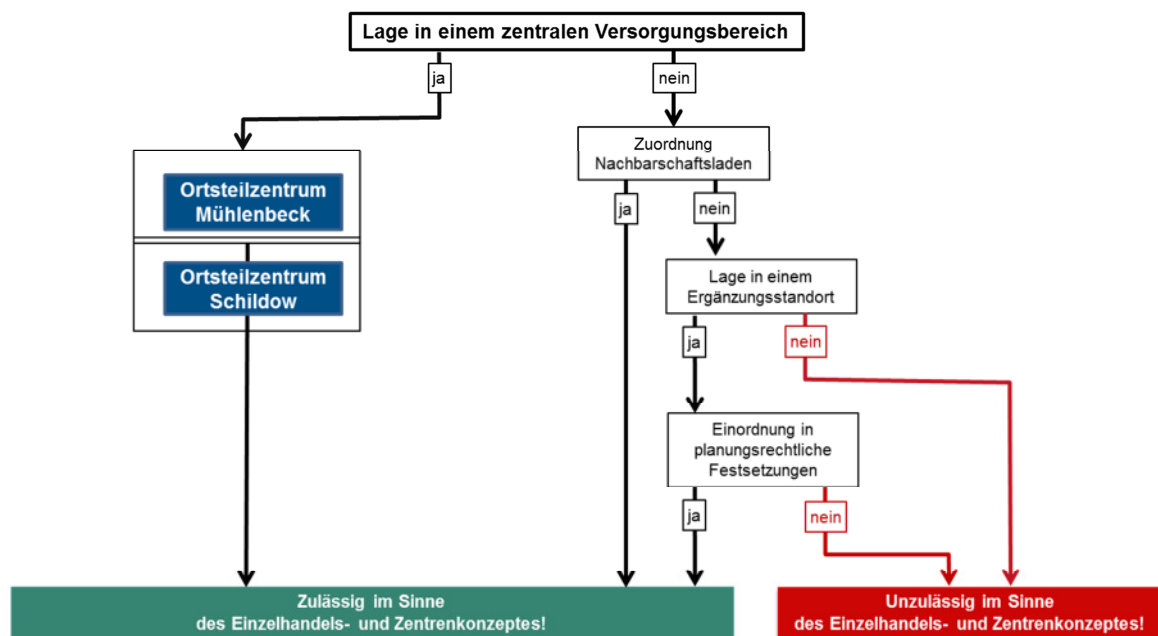 Lage in einem zentralen Versorgungsbereich
ja
nein
Zuordnung
Nachbarschaftsladen
Ortsteilzentrum
Mühlenbeck
ja
nein
Ortsteilzentrum
Schildow
Lage in einem
Ergänzungsstandort
ja
nein
Einordnung in
planungsrechtliche
Festsetzungen
ja
nein
Zulässig im Sinne
des Einzelhandels- und Zentrenkonzeptes!
Unzulässig im Sinne
des Einzelhandels- und Zentrenkonzeptes!